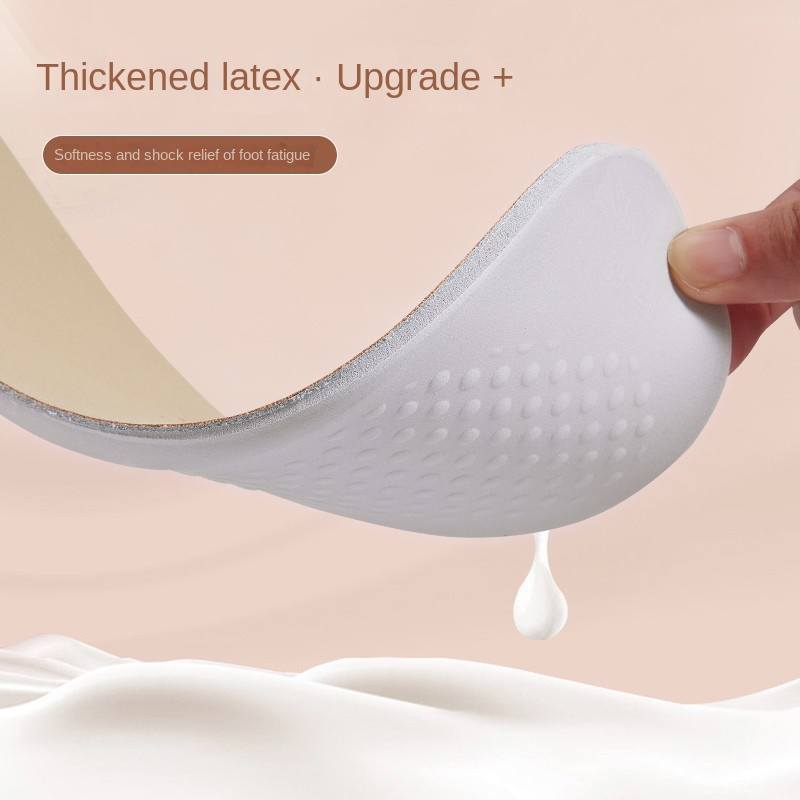 Thickened latex · Upgrade +
Softness and shock relief of foot fatigue